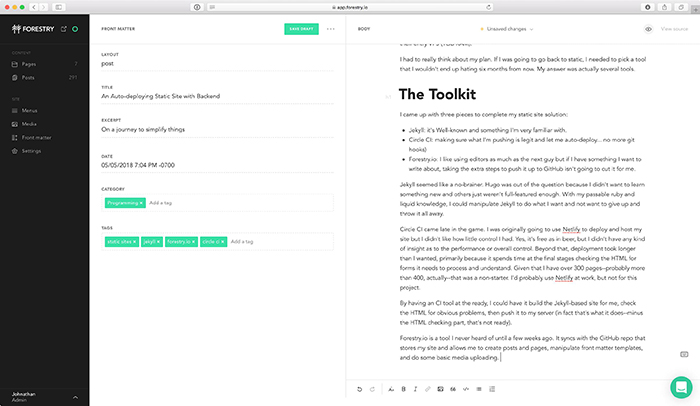 app.forestry.io
FORESTRY
CONTENT
Pages 7
Posts 297
SITE
Menus
Media
Front matter
Settings
Johnathan
Admin
FRONT MATTER
SAVE DRAFT
LAYOUT
post
TITLE
An Auto-deploying Static Site with Backend
EXCERPT
On a journey to simplify things
DATE
05/05/2018 7:04 PM -0700
CATEGORY
Programming × Add a tag
TAGS
static sites × jekyll × forestry.io × circle ci × Add a tag
BODY
Unsaved changes
View source
I had to really think about my plan. If I was going to go back to static, I needed to pick a tool
that I wouldn't end up hating six months from now. My answer was actually several tools.
The Toolkit
I came up with three pieces to complete my static site solution:
• Jekyll: it's Well-known and something I'm very familiar with.
• Circle CI: making sure what I'm pushing is legit and let me auto-deploy... no more git
hooks)
• Forestry.io: I like using editors as much as the next guy but if I have something I want to
write about, taking the extra steps to push it up to GitHub isn't going to cut it for me.
Jekyll seemed like a no-brainer. Hugo was out of the question because I didn't want to learn
something new and others just weren't full-featured enough. With my passable ruby and
liquid knowledge, I could manipulate Jekyll to do what I want and not want to give up and
throw it all away.
Circle CI came late in the game. I was originally going to use Netlify to deploy and host my
site but I didn't like how little control I had. Yes, it's free as in beer, but I didn't have any kind
of insight as to the performance or overall control. Beyond that, deployment took longer
than I wanted, primarily because it spends time at the final stages checking the HTML for
forms it needs to process and understand. Given that I have over 300 pages--probably more
than 400, actually--that was a non-starter. I'd probably use Netlify at work, but not for this
project.
By having an CI tool at the ready, I could have it build the Jekyll-based site for me, check
the HTML for obvious problems, then push it to my server (in fact that's what it does--minus
the HTML checking part, that's not ready).
Forestry.io is a tool I never heard of until a few weeks ago. It syncs with the GitHub repo that
stores my site and allows me to create posts and pages, manipulate front matter templates,
and do some basic media uploading.